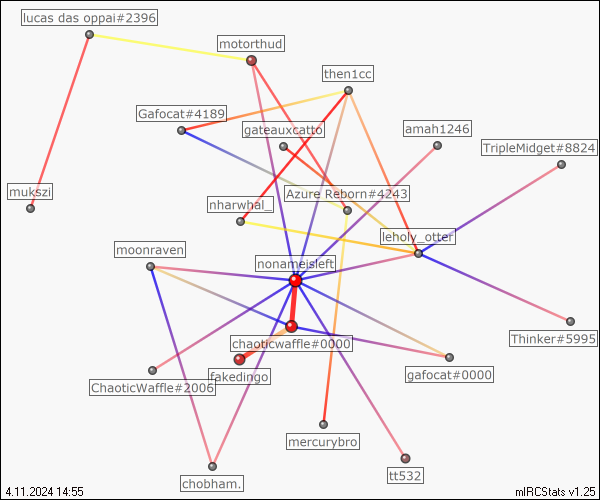 lucas das oppai#2396
motorthud
then1cc
Gafocat#4189
gateauxcatto
amah1246
TripleMidget#8824
mukszi
Azure Reborn#4243
nharwhal_
leholy_otter
moonraven
nonameisleft
Thinker#5995
chaoticwaffle#0000
fakedingo
gafocat#0000
ChaoticWaffle#2006
mercurybro
chobham.
tt532
4.11.2024 14:55
mIRCStats v1.25